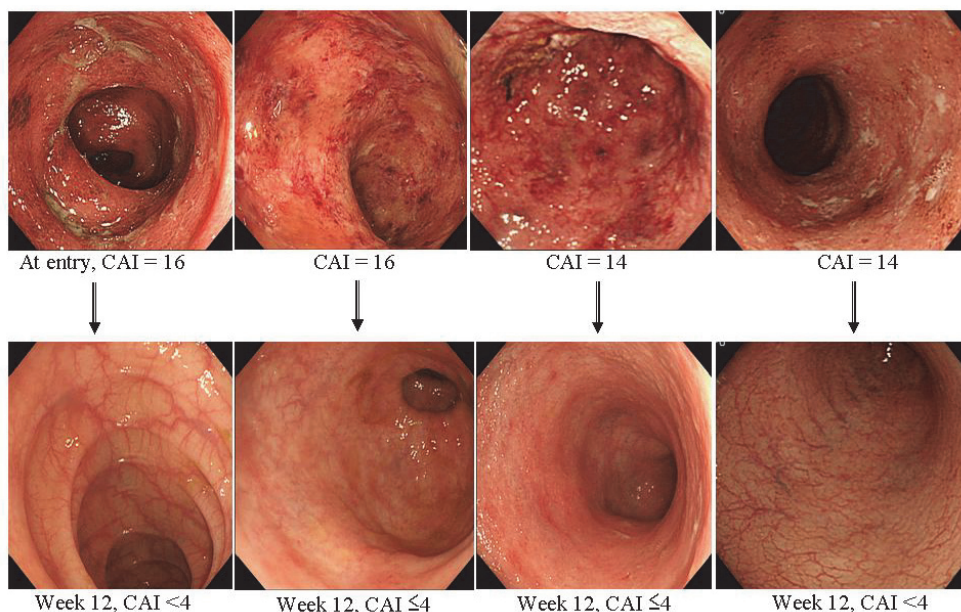 At entry, CAI = 16
CAI = 16
CAI = 14
CAI = 14
Week 12, CAI <4
Week 12, CAI ≤4
Week 12, CAI ≤4
Week 12, CAI <4